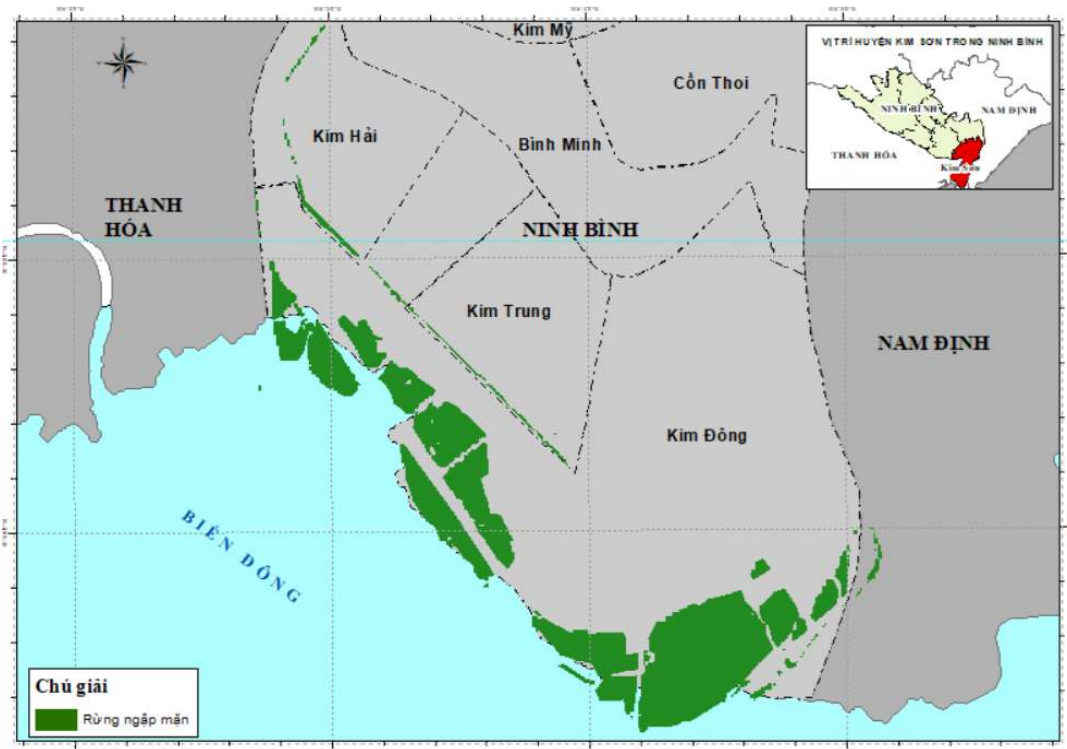 Kim Mỹ
VỊ TRÍ HUYỆN KIM SƠN TRONG NINH BÌNH
Cồn Thoi
NINH BÌNH
NAM ĐỊNH
Kim Hải
Bình Minh
THANH HÓA
Kim Sơn
THANH
HÓA
NINH BÌNH
Kim Trung
NAM ĐỊNH
Kim Đông
BIỂN ĐÔNG
Chú giải
Rừng ngập mặn